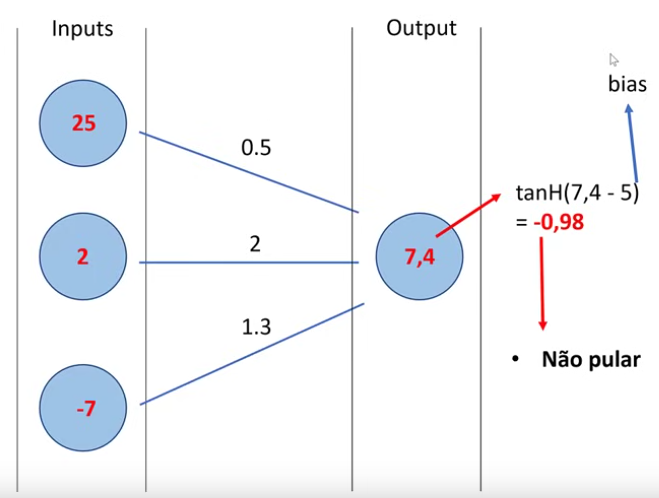 Inputs
Output
bias
25
0.5
tanH(7,4 - 5)
= -0,98
2
2
7,4
1.3
• Não pular
-7